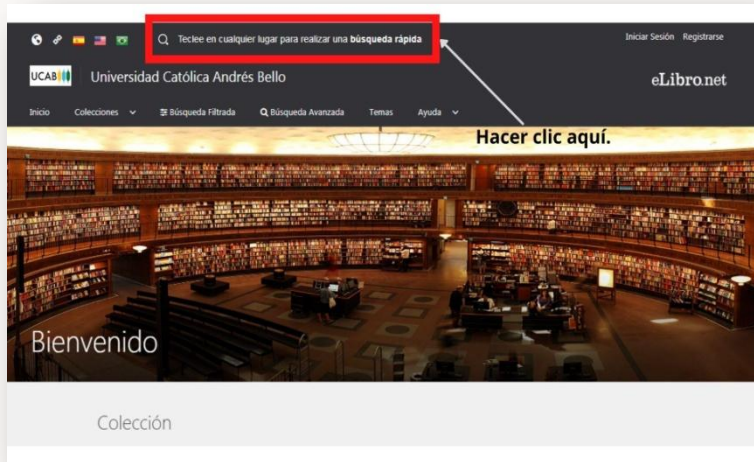 Teclee en cualquier lugar para realizar una búsqueda rápida
Iniciar Sesión Registrarse
UCAB Universidad Católica Andrés Bello
eLibro.net
Inicio Colecciones Búsqueda Filtrada Búsqueda Avanzada Temas Ayuda
Hacer clic aquí.
Bienvenido
Colección